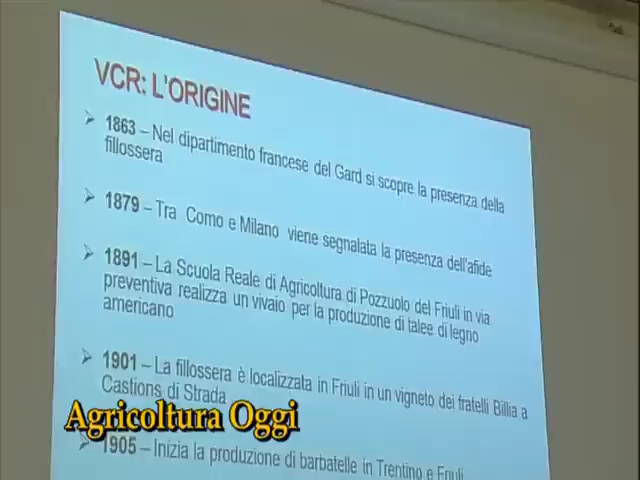 VCR: L'ORIGINE
1863 – Nel dipartimento francese del Gard si scopre la presenza della
fillossera
1879 – Tra Como e Milano viene segnalata la presenza dell'afide
1891 – La Scuola Reale di Agricoltura di Pozzuolo del Friuli in via
preventiva realizza un vivaio per la produzione di talee di legno
americano
1901 – La fillossera è localizzata in Friuli in un vigneto dei fratelli Billia a
Castions di Strada
Agricoltura Oggi
1905 – Inizia la produzione di barbatelle in Trentino e Friuli